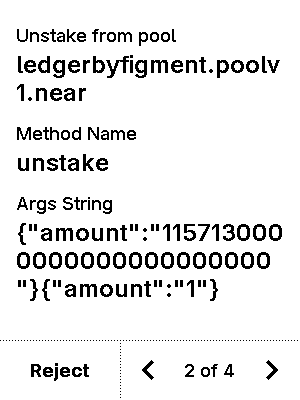 Unstake from pool
ledgerbyfigment.poolv
1.near
Method Name
unstake
Args String
{"amount":"115713000
0000000000000000000
"}{"amount":"1"}
Reject
2 of 4